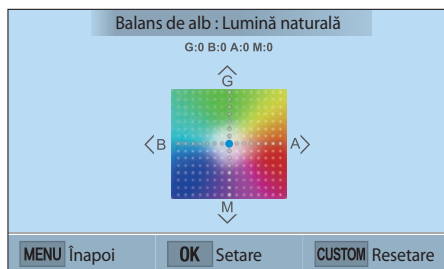 Balans de alb : Lumină naturală
G:0 B:0 A:0 M:0
G
B A
M
MENU Înapoi OK Setare CUSTOM Resetare